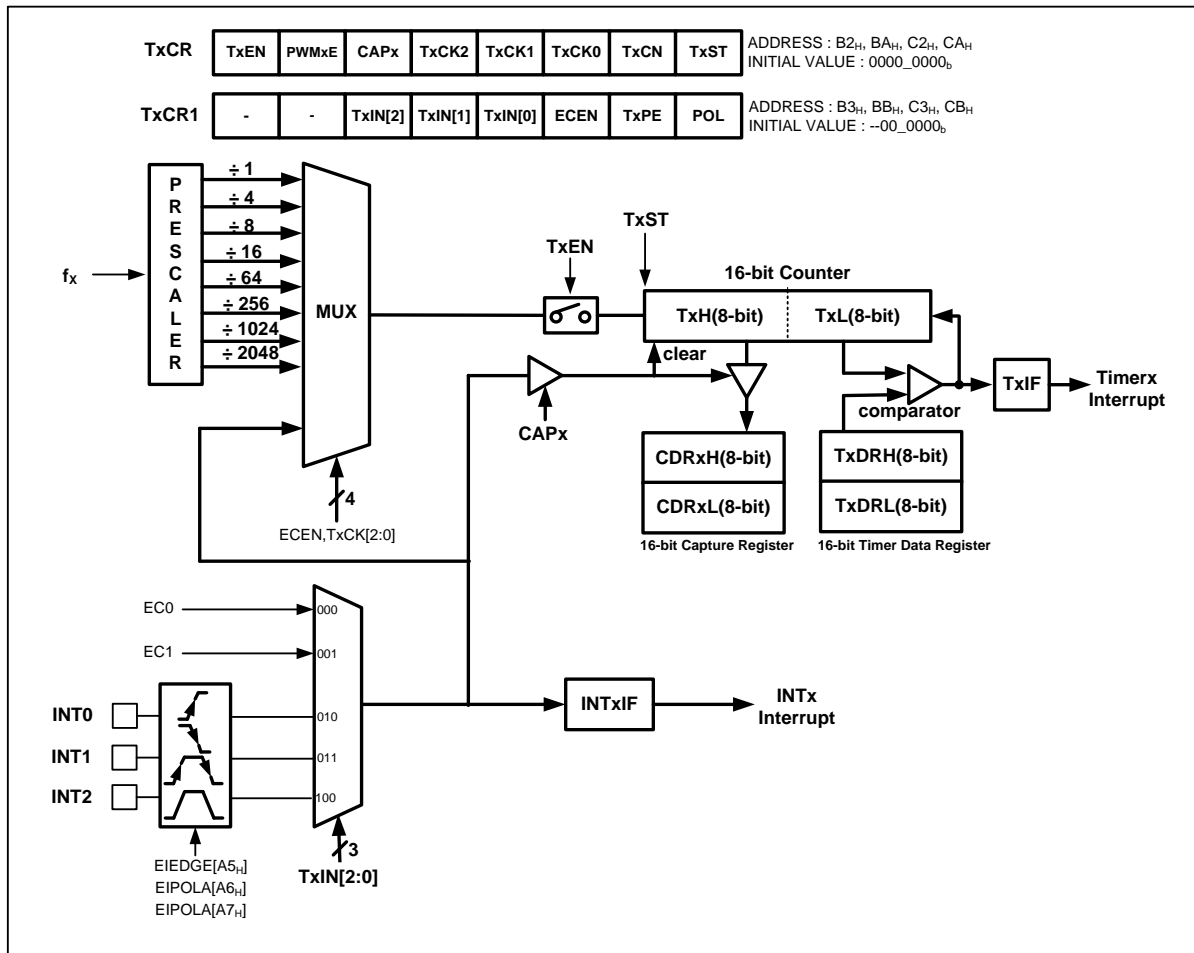 TxCR TxEN PWMxE CAPx TxCK2 TxCK1 TxCK0 TxCN TxST
ADDRESS : B2H, BAH, C2H, CAH
INITIAL VALUE : 0000_0000b
TxCR1 - - TxIN[2] TxIN[1] TxIN[0] ECEN TxPE POL
ADDRESS : B3H, BBH, C3H, CBH
INITIAL VALUE : --00_0000b
fX
PRESCALER
÷ 1
÷ 4
÷ 8
÷ 16
÷ 64
÷ 256
÷ 1024
÷ 2048
MUX
4
ECEN,TxCK[2:0]
TxEN
TxST
16-bit Counter
TxH(8-bit) TxL(8-bit)
clear
CAPx
comparator
TxIF
Timerx
Interrupt
CDRxH(8-bit)
CDRxL(8-bit)
16-bit Capture Register
TxDRH(8-bit)
TxDRL(8-bit)
16-bit Timer Data Register
EC0 000
EC1 001
INT0 010
INT1 011
INT2 100
3
TxIN[2:0]
INTxIF
INTx
Interrupt
EIEDGE[A5H]
EIPOLA[A6H]
EIPOLA[A7H]